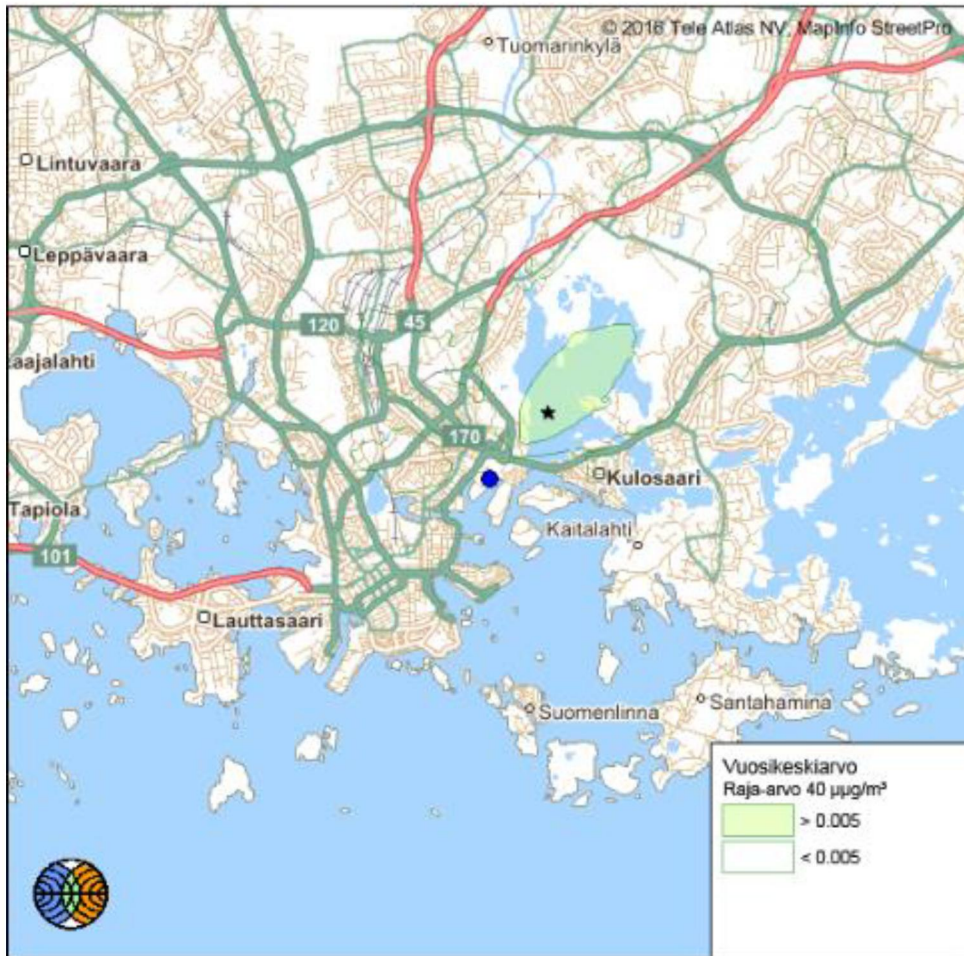 © 2016 Tele Atlas NV, MapInfo StreetPro
Tuomarinkylä
Lintuvaara
Leppävaara
120
45
aajalahti
170
Kulosaari
Tapiola
Kaitalahti
101
Lauttasaari
Suomenlinna
Santahamina
Vuosikeskiarvo
Raja-arvo 40 µµg/m³
> 0.005
< 0.005